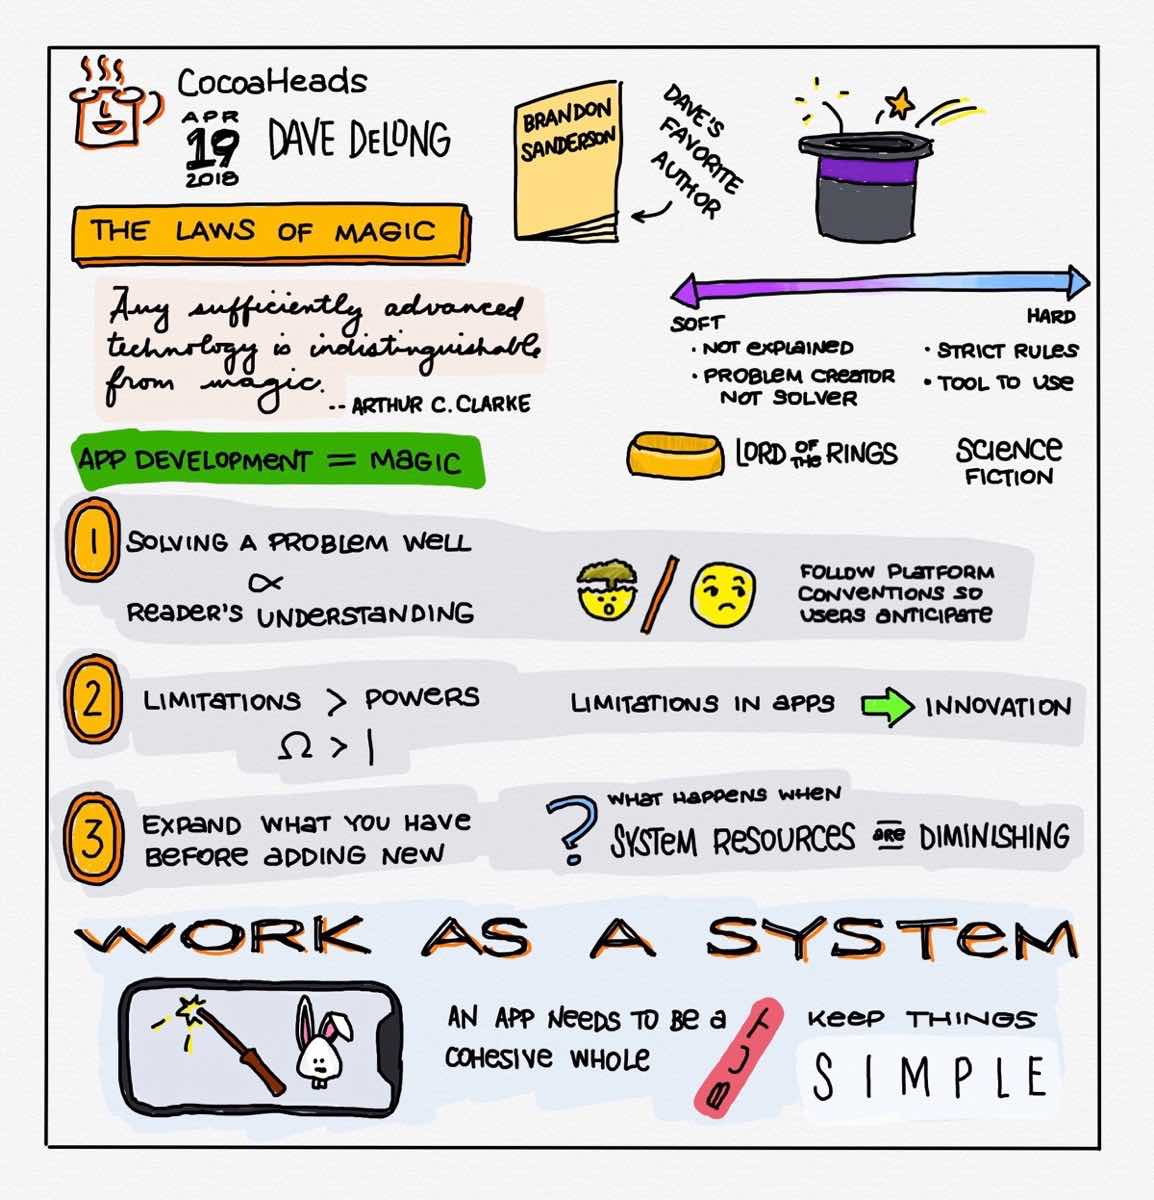 CocoaHeads
APR
19
2018
DAVE DELONG
BRANDON
SANDERSON
DAVE'S
FAVORITE
AUTHOR
THE LAWS OF MAGIC
Any sufficiently advanced
technology is indistinguishable
from magic.
-- ARTHUR C. CLARKE
SOFT
· NOT EXPLAINED
· PROBLEM CREATOR
NOT SOLVER
HARD
· STRICT RULES
· TOOL TO USE
LORD OF THE RINGS
SCIENCE
FICTION
APP DEVELOPMENT = MAGIC
1
SOLVING A PROBLEM WELL
∝
READER'S UNDERSTANDING
/
FOLLOW PLATFORM
CONVENTIONS SO
USERS ANTICIPATE
2
LIMITATIONS > POWERS
Ω > |
LIMITATIONS IN APPS → INNOVATION
3
EXPAND WHAT YOU HAVE
BEFORE ADDING NEW
?
WHAT HAPPENS WHEN
SYSTEM RESOURCES ARE DIMINISHING
WORK AS A SYSTEM
AN APP NEEDS TO BE A
COHESIVE WHOLE
BUT
KEEP THINGS
SIMPLE